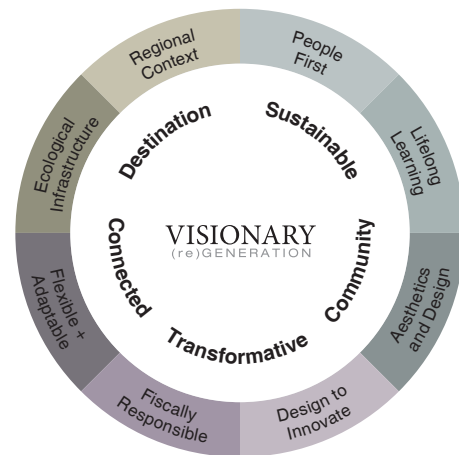 Regional
Context
People
First
Lifelong
Learning
Aesthetics
and Design
Design to
Innovate
Fiscally
Responsible
Flexible +
Adaptable
Ecological
Infrastructure
Destination
Sustainable
Community
Transformative
Connected
VISIONARY
(re)GENERATION